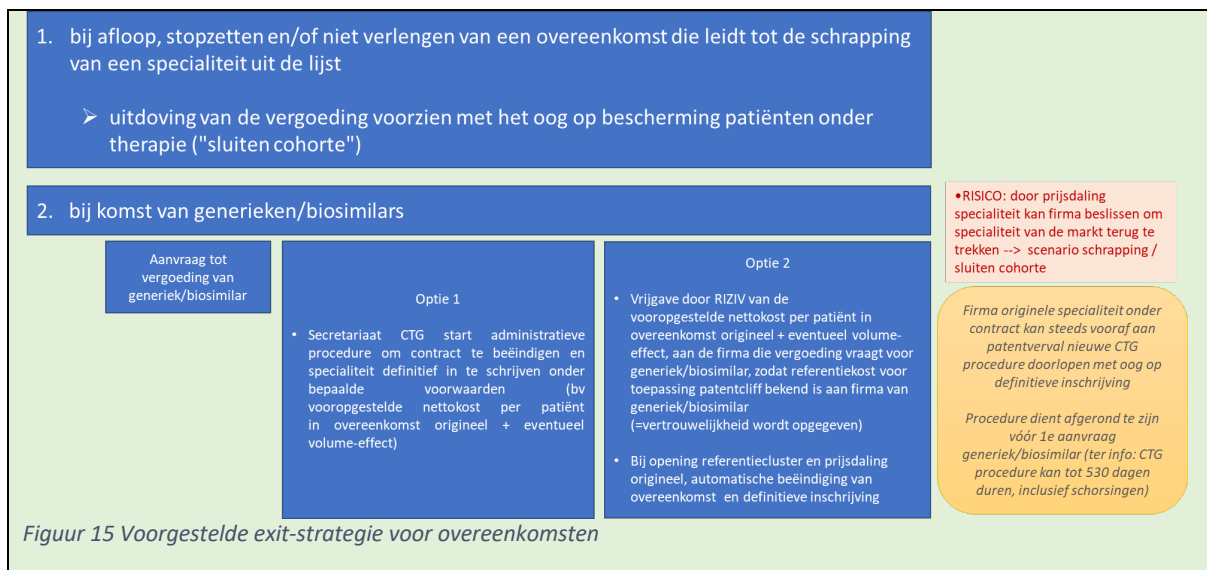 1. bij afloop, stopzetten en/of niet verlengen van een overeenkomst die leidt tot de schrapping
van een specialiteit uit de lijst
➢ uitdoving van de vergoeding voorzien met het oog op bescherming patiënten onder
therapie ("sluiten cohorte")
2. bij komst van generieken/biosimilars
Aanvraag tot
vergoeding van
generiek/biosimilar
Optie 1
• Secretariaat CTG start administratieve
procedure om contract te beëindigen en
specialiteit definitief in te schrijven onder
bepaalde voorwaarden (bv
vooropgestelde nettokost per patiënt
in overeenkomst origineel + eventueel
volume-effect)
Optie 2
• Vrijgave door RIZIV van de
vooropgestelde nettokost per patiënt in
overeenkomst origineel + eventueel volume-
effect, aan de firma die vergoeding vraagt voor
generiek/biosimilar, zodat referentiekost voor
toepassing patentcliff bekend is aan firma van
generiek/biosimilar
(=vertrouwelijkheid wordt opgegeven)
• Bij opening referentiecluster en prijsdaling
origineel, automatische beëindiging van
overeenkomst en definitieve inschrijving
•RISICO: door prijsdaling
specialiteit kan firma beslissen om
specialiteit van de markt terug te
trekken --> scenario schrapping /
sluiten cohorte
Firma originele specialiteit onder
contract kan steeds vooraf aan
patentverval nieuwe CTG
procedure doorlopen met oog op
definitieve inschrijving
Procedure dient afgerond te zijn
vóór 1e aanvraag
generiek/biosimilar (ter info: CTG
procedure kan tot 530 dagen
duren, inclusief schorsingen)
Figuur 15 Voorgestelde exit-strategie voor overeenkomsten